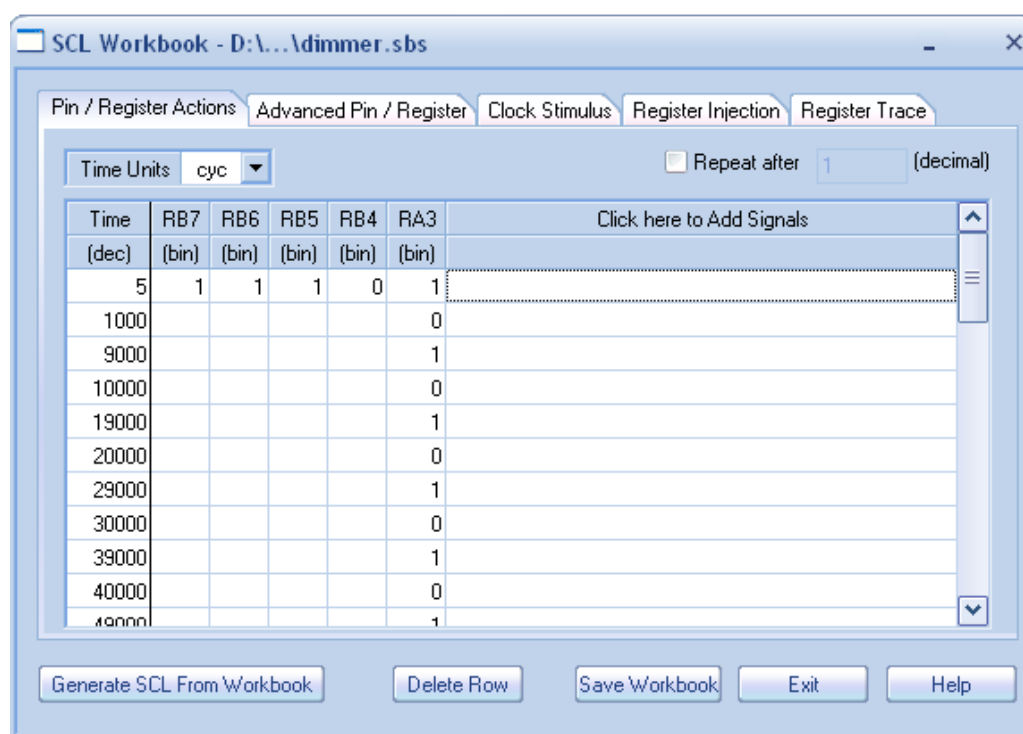 SCL Workbook - D:\...\dimmer.sbs
Pin / Register Actions Advanced Pin / Register Clock Stimulus Register Injection Register Trace
Time Units cyc Repeat after 1 (decimal)
Time RB7 RB6 RB5 RB4 RA3 Click here to Add Signals
(dec) (bin) (bin) (bin) (bin) (bin)
5 1 1 1 0 1
1000 0
9000 1
10000 0
19000 1
20000 0
29000 1
30000 0
39000 1
40000 0
49000 1
Generate SCL From Workbook Delete Row Save Workbook Exit Help